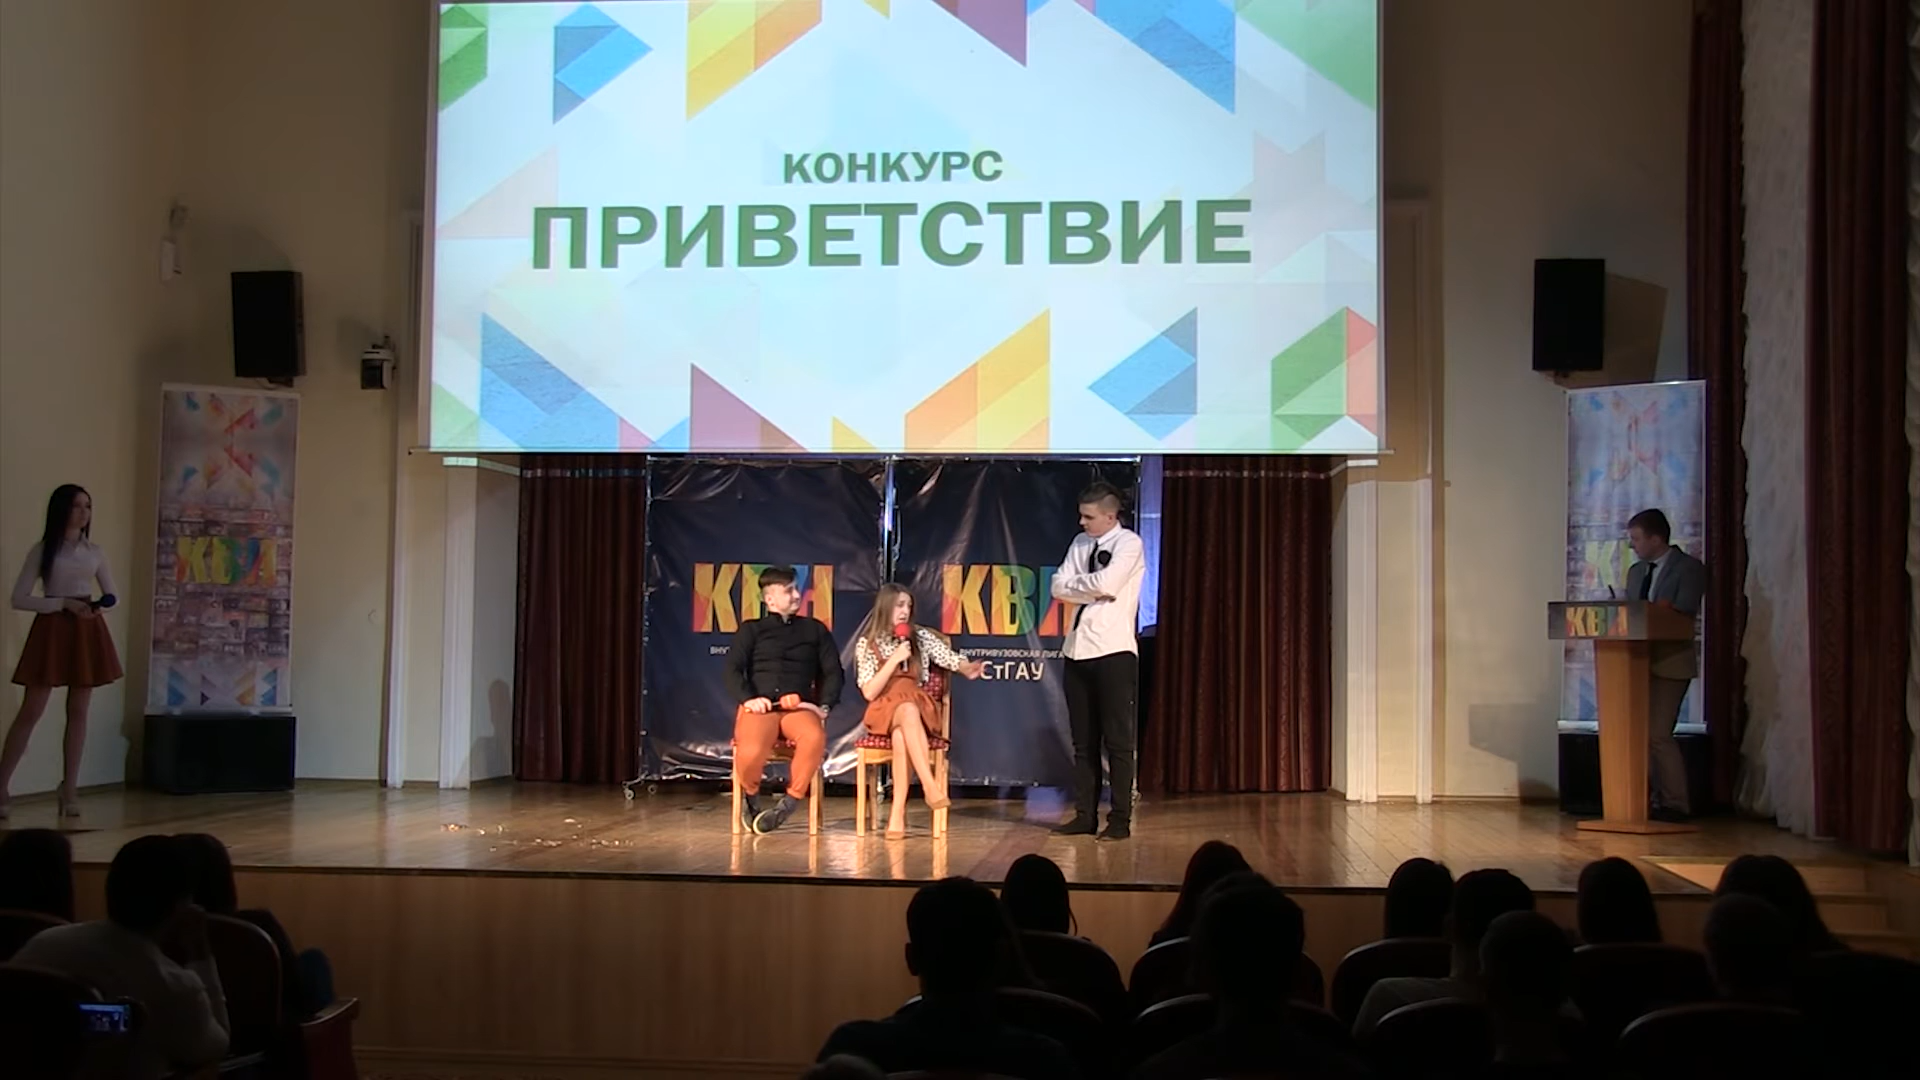 КОНКУРС
ПРИВЕТСТВИЕ
КВН
КВН
КВН
КВН
ВНУТРИВУЗОВСКАЯ ЛИГА
СтГАУ
КВН